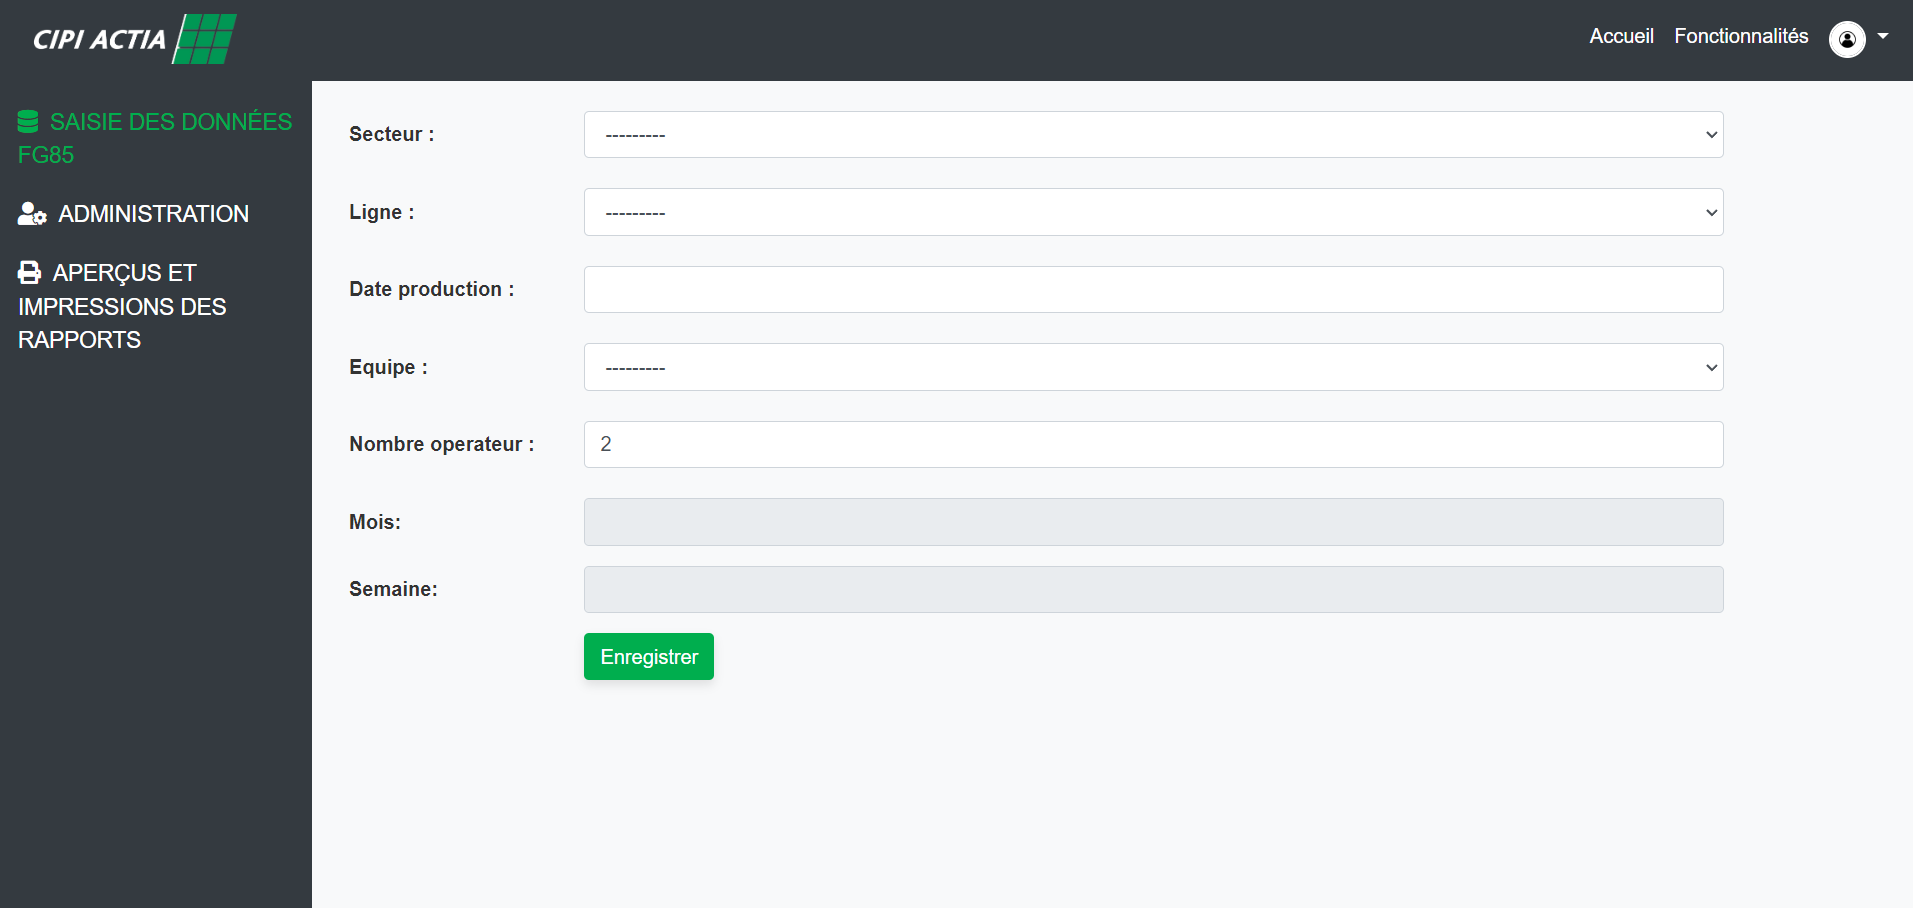 CIPI ACTIA
Accueil Fonctionnalités
SAISIE DES DONNÉES
FG85
ADMINISTRATION
APERÇUS ET
IMPRESSIONS DES
RAPPORTS
Secteur : ---------
Ligne : ---------
Date production :
Equipe : ---------
Nombre operateur : 2
Mois:
Semaine:
Enregistrer